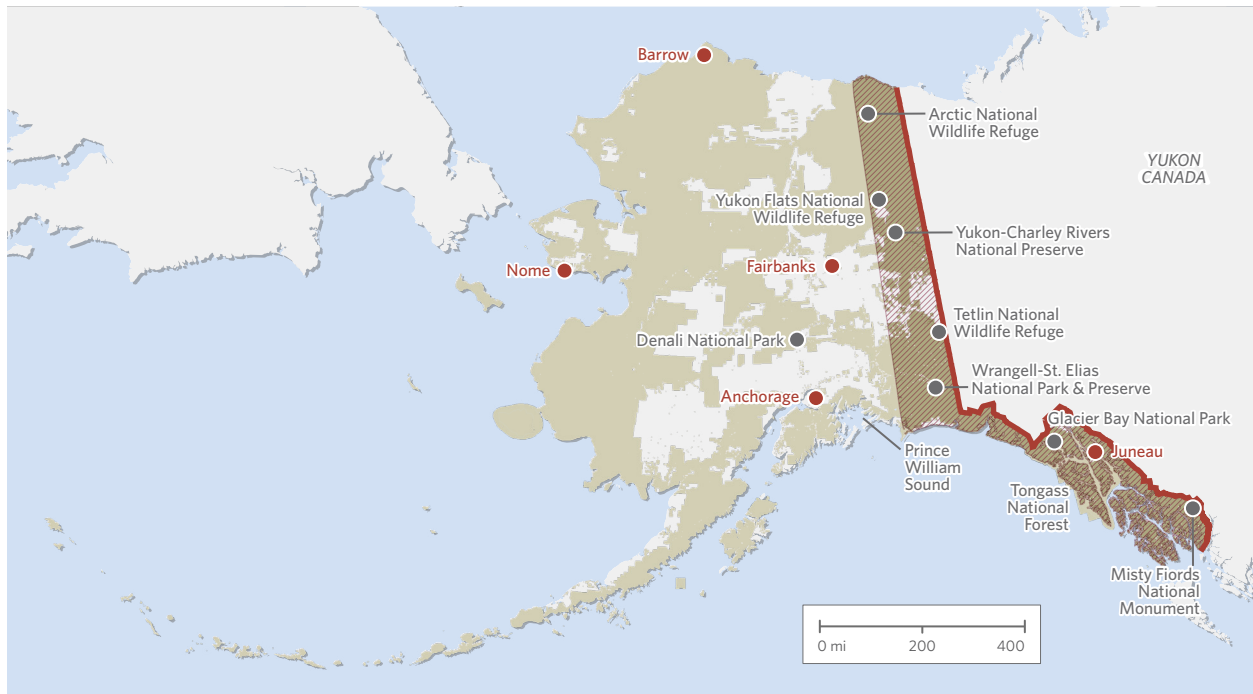 Barrow
Arctic National
Wildlife Refuge
YUKON
CANADA
Yukon Flats National
Wildlife Refuge
Yukon-Charley Rivers
National Preserve
Nome
Fairbanks
Tetlin National
Wildlife Refuge
Denali National Park
Wrangell-St. Elias
National Park & Preserve
Anchorage
Glacier Bay National Park
Juneau
Prince
William
Sound
Tongass
National
Forest
Misty Fiords
National
Monument
0 mi
200
400